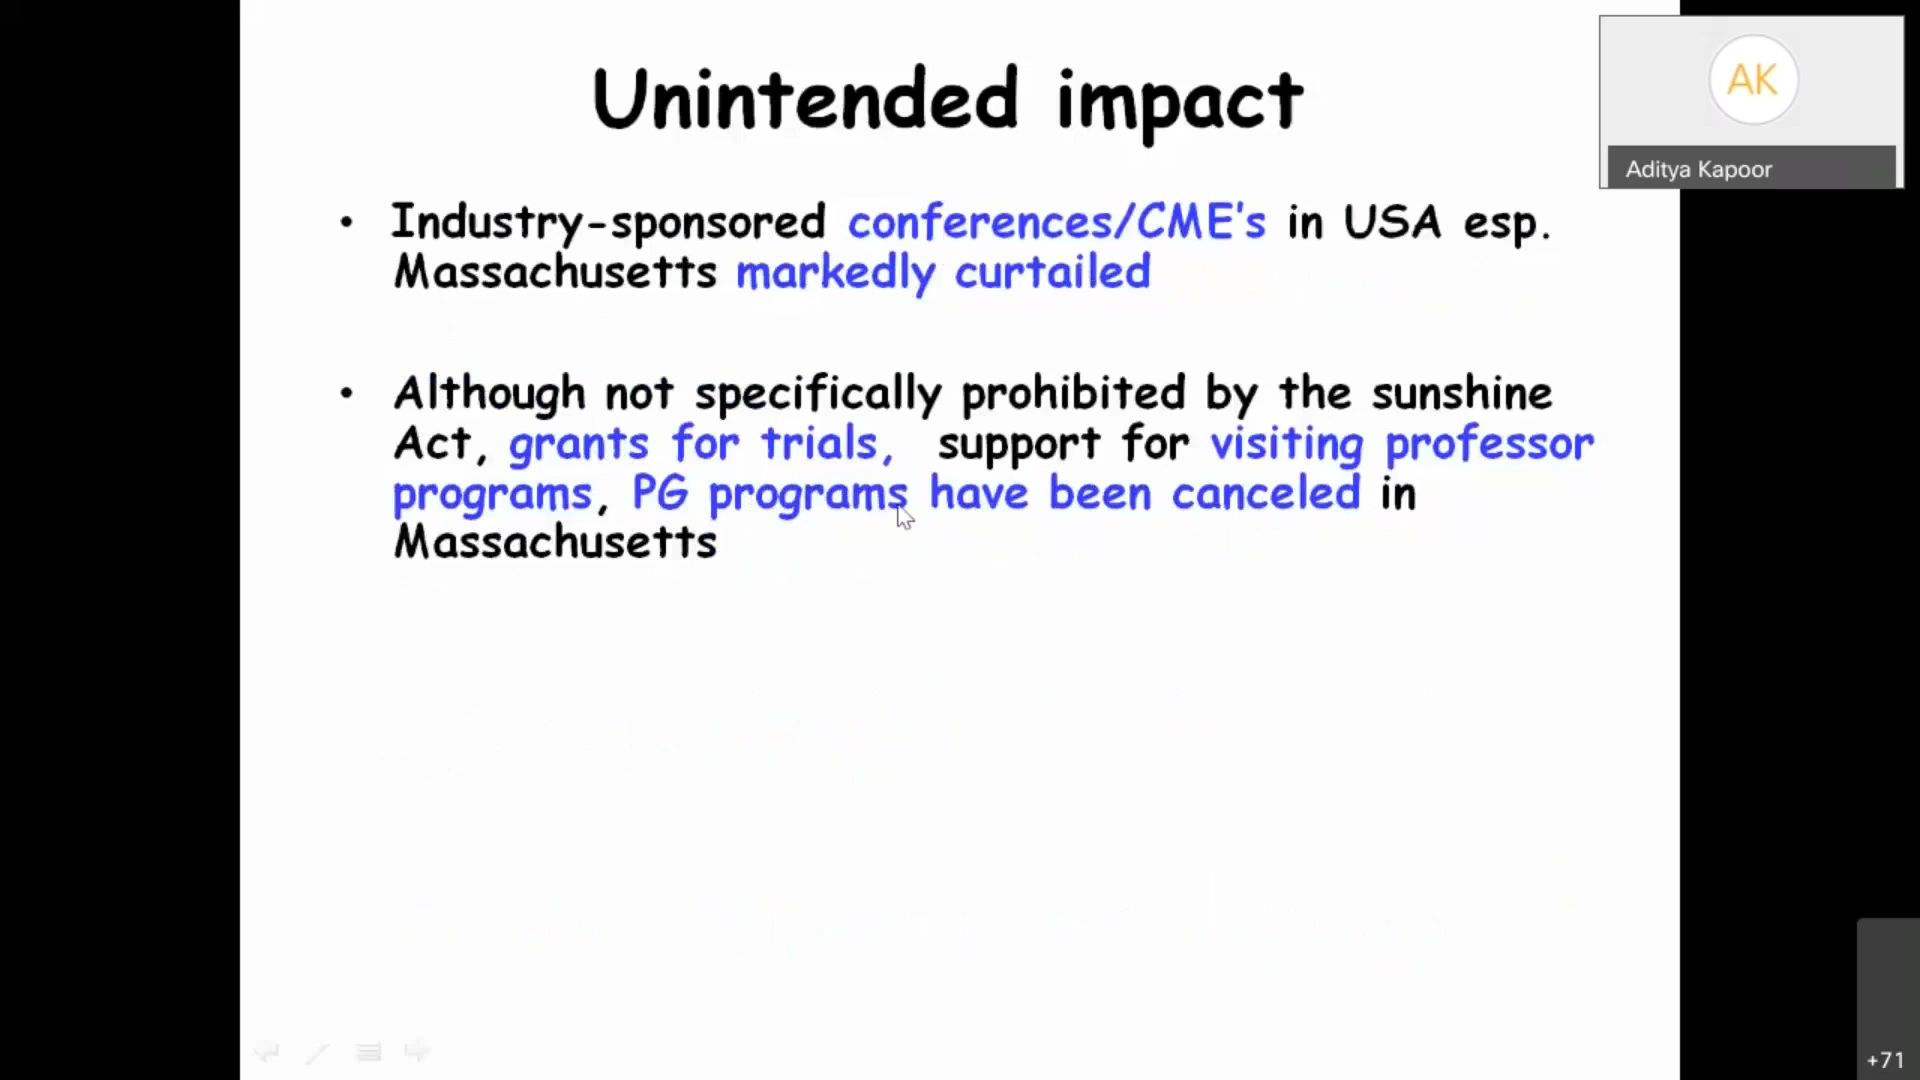 Unintended impact
AK
Aditya Kapoor
• Industry-sponsored conferences/CME's in USA esp.
Massachusetts markedly curtailed
• Although not specifically prohibited by the sunshine
Act, grants for trials, support for visiting professor
programs, PG programs have been canceled in
Massachusetts
+71